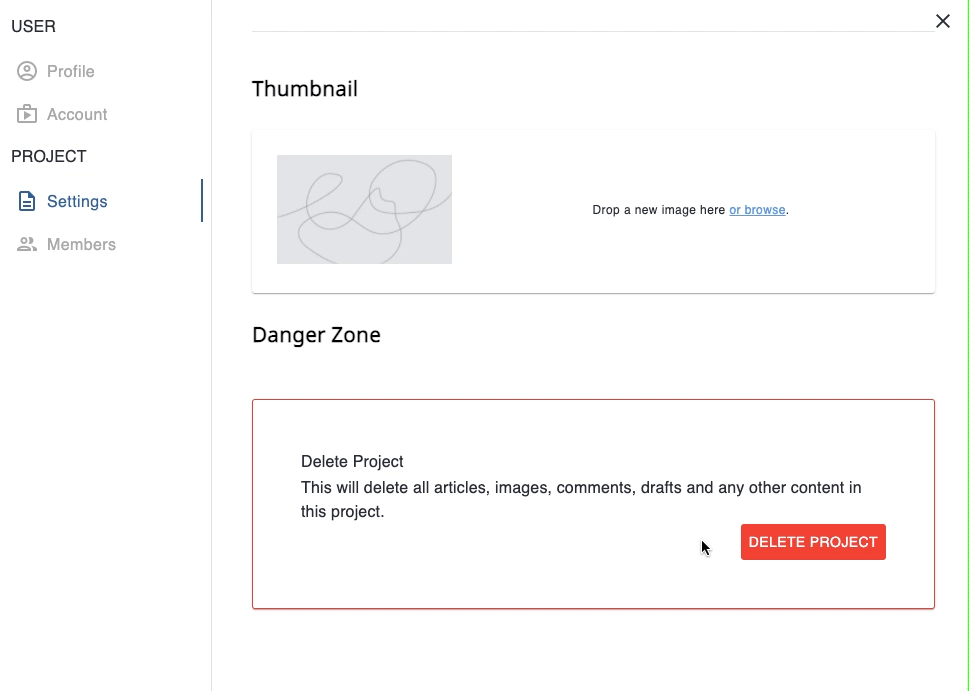 USER
Profile
Account
PROJECT
Settings
Members
Thumbnail
Drop a new image here or browse.
Danger Zone
Delete Project
This will delete all articles, images, comments, drafts and any other content in
this project.
DELETE PROJECT